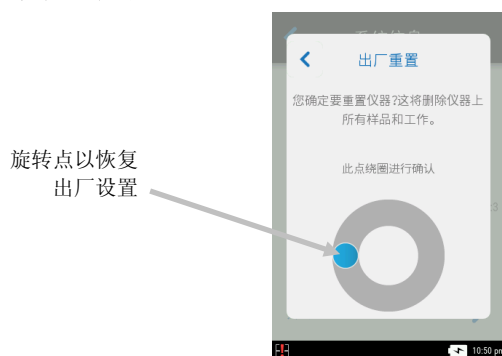 出厂重置
您确定要重置仪器?这将删除仪器上
所有样品和工作。
此点绕圈进行确认
旋转点以恢复
出厂设置
10:50 pm